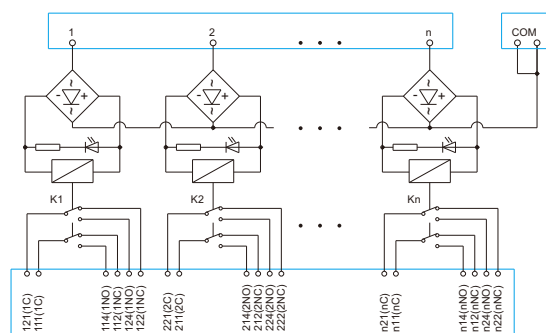 1 2 n COM
~ ~ ~
- + - + - +
~ ~ ~
K1 K2 Kn
121(1C) 111(1C) 114(1NO) 112(1NC) 124(1NO) 122(1NC) 221(2C) 211(2C) 214(2NO) 212(2NC) 224(2NO) 222(2NC) n21(nC) n11(nC) n14(nNO) n12(nNC) n24(nNO) n22(nNC)